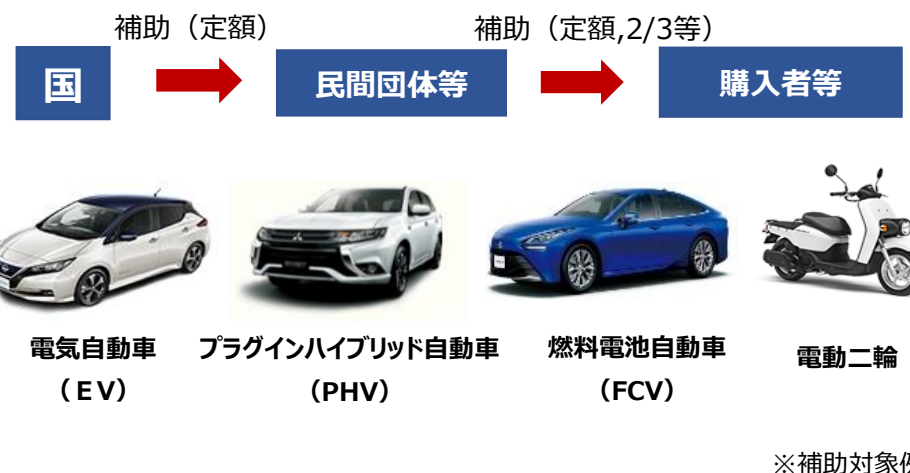 補助（定額）
補助（定額,2/3等）
国
民間団体等
購入者等
電気自動車
（ＥV）
プラグインハイブリッド自動車
（PHV）
燃料電池自動車
（FCV）
電動二輪
※補助対象例